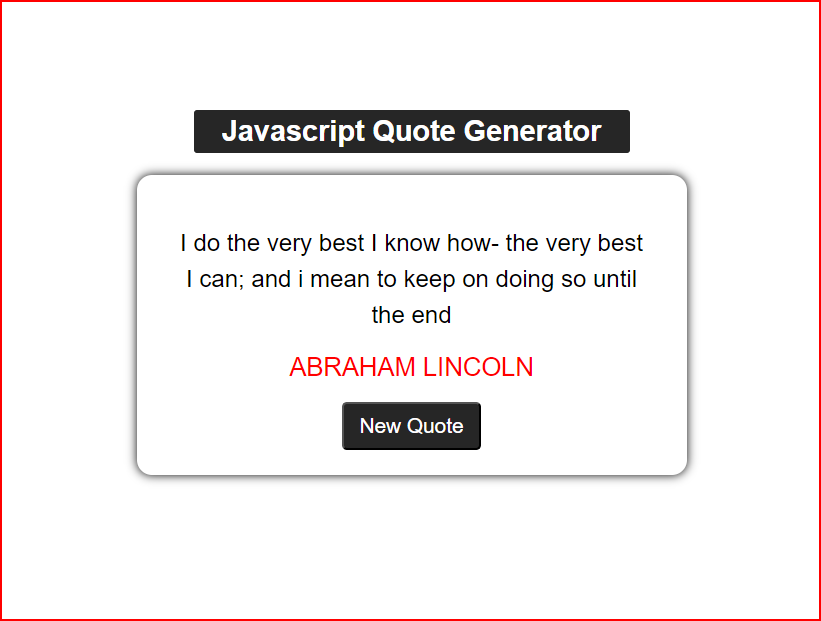 Javascript Quote Generator
I do the very best I know how- the very best
I can; and i mean to keep on doing so until
the end
ABRAHAM LINCOLN
New Quote